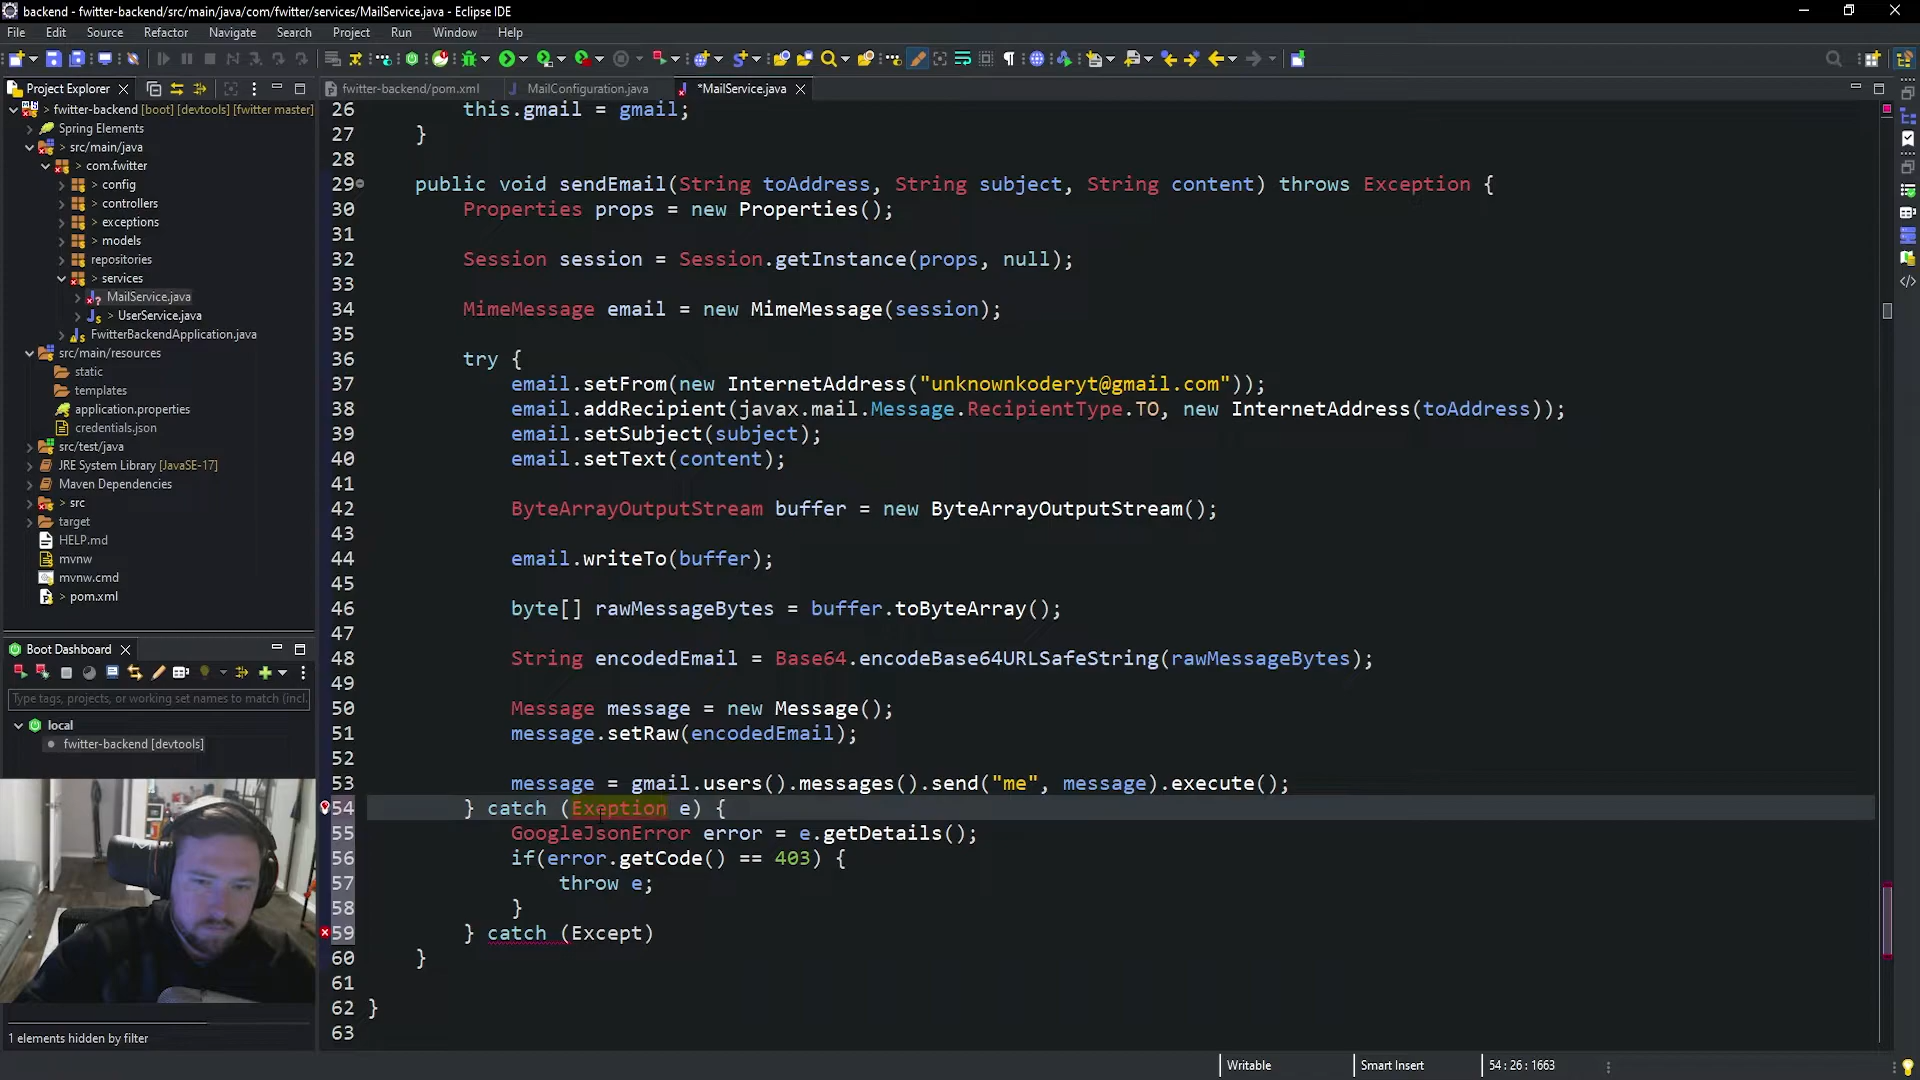 backend - fwitter-backend/src/main/java/com/fwitter/services/MailService.java - Eclipse IDE
File Edit Source Refactor Navigate Search Project Run Window Help
Project Explorer
fwitter-backend/pom.xml MailConfiguration.java *MailService.java
fwitter-backend [boot] [devtools] [fwitter master]
Spring Elements
> src/main/java
> com.fwitter
> config
> controllers
> exceptions
> models
repositories
> services
MailService.java
> UserService.java
FwitterBackendApplication.java
src/main/resources
static
templates
application.properties
credentials.json
src/test/java
JRE System Library [JavaSE-17]
Maven Dependencies
> src
target
HELP.md
mvnw
mvnw.cmd
> pom.xml
Boot Dashboard
Type tags, projects, or working set names to match (incl.
local
fwitter-backend [devtools]
1 elements hidden by filter
26 this.gmail = gmail;
27 }
28
29 public void sendEmail(String toAddress, String subject, String content) throws Exception {
30 Properties props = new Properties();
31
32 Session session = Session.getInstance(props, null);
33
34 MimeMessage email = new MimeMessage(session);
35
36 try {
37 email.setFrom(new InternetAddress("unknownkoderyt@gmail.com"));
38 email.addRecipient(javax.mail.Message.RecipientType.TO, new InternetAddress(toAddress));
39 email.setSubject(subject);
40 email.setText(content);
41
42 ByteArrayOutputStream buffer = new ByteArrayOutputStream();
43
44 email.writeTo(buffer);
45
46 byte[] rawMessageBytes = buffer.toByteArray();
47
48 String encodedEmail = Base64.encodeBase64URLSafeString(rawMessageBytes);
49
50 Message message = new Message();
51 message.setRaw(encodedEmail);
52
53 message = gmail.users().messages().send("me", message).execute();
54 } catch (Exeption e) {
55 GoogleJsonError error = e.getDetails();
56 if(error.getCode() == 403) {
57 throw e;
58 }
59 } catch (Except)
60 }
61
62 }
63
Writable Smart Insert 54 : 26 : 1663